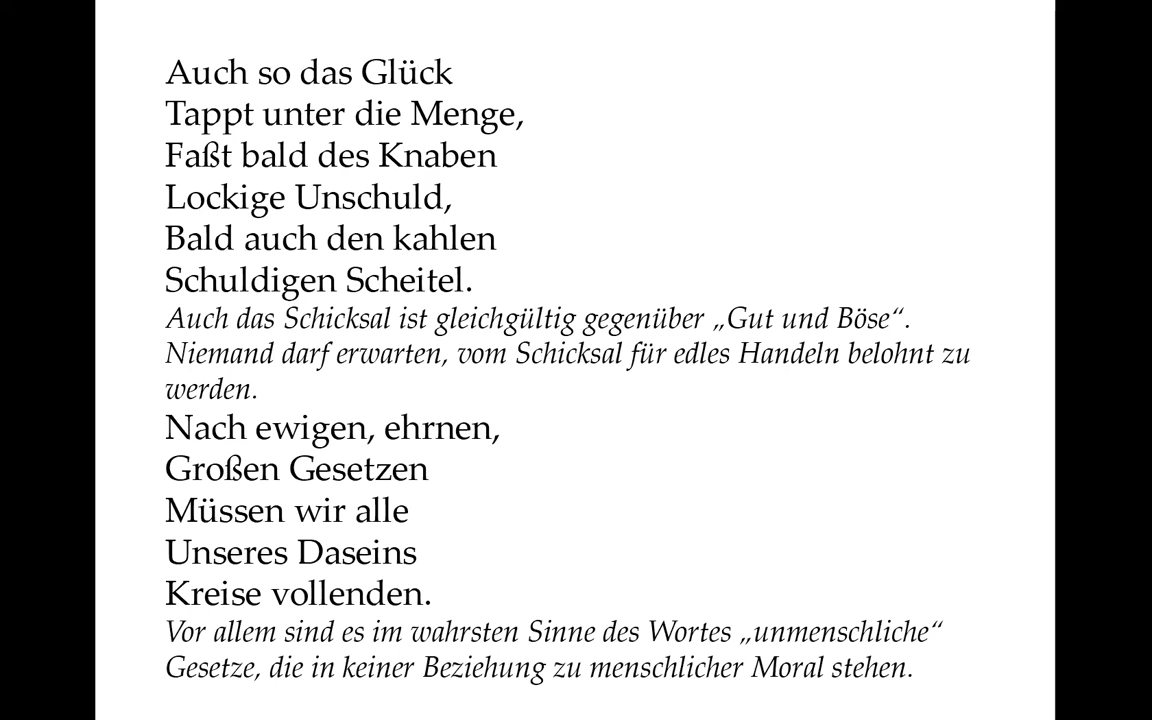 Auch so das Glück
Tappt unter die Menge,
Faßt bald des Knaben
Lockige Unschuld,
Bald auch den kahlen
Schuldigen Scheitel.
Auch das Schicksal ist gleichgültig gegenüber „Gut und Böse“.
Niemand darf erwarten, vom Schicksal für edles Handeln belohnt zu
werden.
Nach ewigen, ehrnen,
Großen Gesetzen
Müssen wir alle
Unseres Daseins
Kreise vollenden.
Vor allem sind es im wahrsten Sinne des Wortes „unmenschliche“
Gesetze, die in keiner Beziehung zu menschlicher Moral stehen.